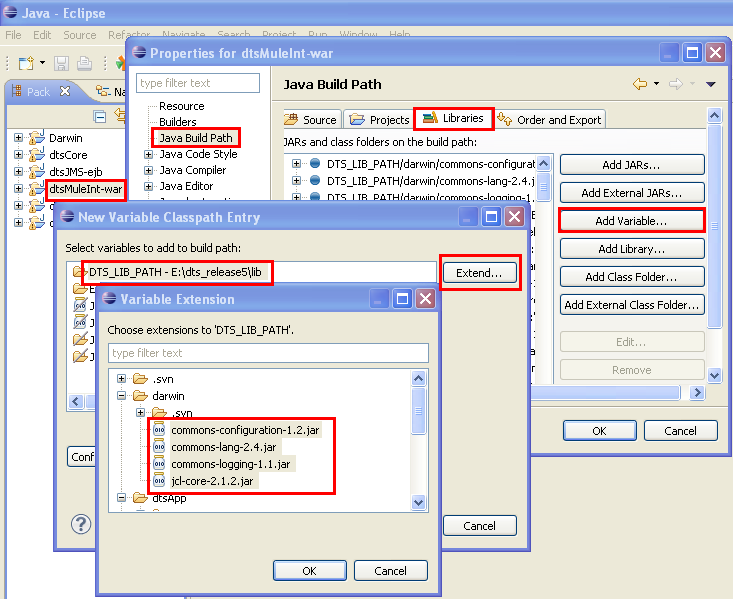 Java - Eclipse
File Edit Source Refactor Navigate Search Project Run Window Help
Properties for dtsMuleInt-war
Pack
Na
Darwin
dtsCore
dtsJMS-ejb
dtsMuleInt-war
type filter text
Resource
Builders
Java Build Path
Java Code Style
Java Compiler
Java Editor
Java Build Path
Source Projects Libraries Order and Export
JARs and class folders on the build path:
DTS_LIB_PATH/darwin/commons-configurat
DTS_LIB_PATH/darwin/commons-lang-2.4.j
Add JARs...
Add External JARs...
Add Variable...
Add Library...
Add Class Folder...
Add External Class Folder...
Edit...
Remove
OK Cancel
New Variable Classpath Entry
Select variables to add to build path:
DTS_LIB_PATH - E:\dts_release5\lib
E
J
J
J
J
Extend...
Conf
?
Cancel
Variable Extension
Choose extensions to 'DTS_LIB_PATH'.
type filter text
.svn
darwin
.svn
commons-configuration-1.2.jar
commons-lang-2.4.jar
commons-logging-1.1.jar
jcl-core-2.1.2.jar
dtsApp
OK Cancel